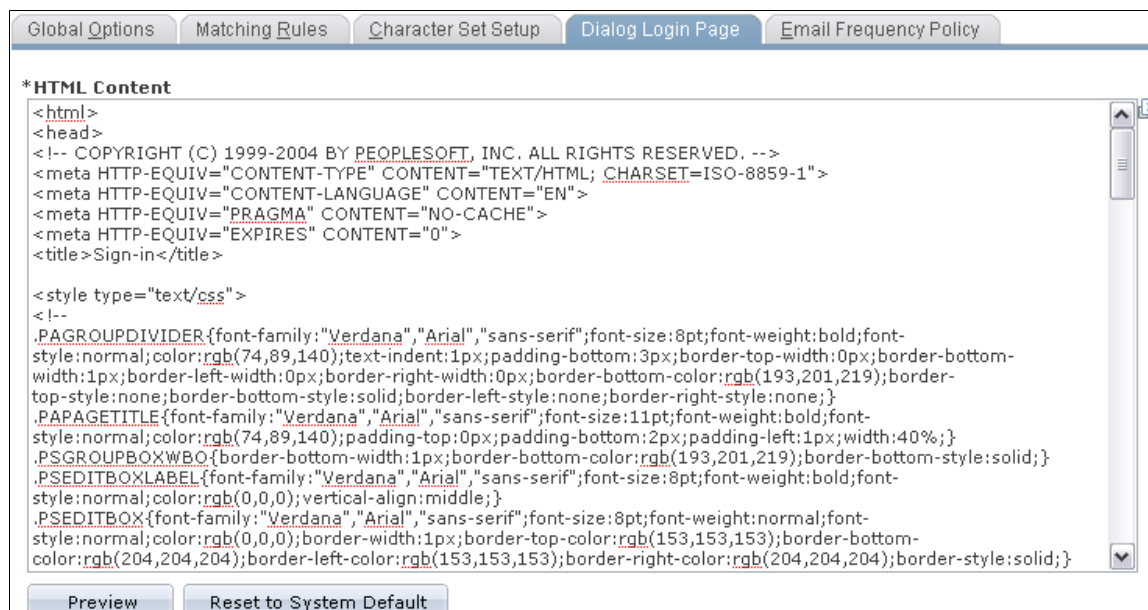 Global Options Matching Rules Character Set Setup Dialog Login Page Email Frequency Policy
*HTML Content
<html>
<head>
<!-- COPYRIGHT (C) 1999-2004 BY PEOPLESOFT, INC. ALL RIGHTS RESERVED. -->
<meta HTTP-EQUIV="CONTENT-TYPE" CONTENT="TEXT/HTML; CHARSET=ISO-8859-1">
<meta HTTP-EQUIV="CONTENT-LANGUAGE" CONTENT="EN">
<meta HTTP-EQUIV="PRAGMA" CONTENT="NO-CACHE">
<meta HTTP-EQUIV="EXPIRES" CONTENT="0">
<title>Sign-in</title>
<style type="text/css">
<!--
.PAGROUPDIVIDER{font-family:"Verdana","Arial","sans-serif";font-size:8pt;font-weight:bold;font-
style:normal;color:rgb(74,89,140);text-indent:1px;padding-bottom:3px;border-top-width:0px;border-bottom-
width:1px;border-left-width:0px;border-right-width:0px;border-bottom-color:rgb(193,201,219);border-
top-style:none;border-bottom-style:solid;border-left-style:none;border-right-style:none;}
.PAPAGETITLE{font-family:"Verdana","Arial","sans-serif";font-size:11pt;font-weight:bold;font-
style:normal;color:rgb(74,89,140);padding-top:0px;padding-bottom:2px;padding-left:1px;width:40%;}
.PSGROUPBOXWBO{border-bottom-width:1px;border-bottom-color:rgb(193,201,219);border-bottom-style:solid;}
.PSEDITBOXLABEL{font-family:"Verdana","Arial","sans-serif";font-size:8pt;font-weight:bold;font-
style:normal;color:rgb(0,0,0);vertical-align:middle;}
.PSEDITBOX{font-family:"Verdana","Arial","sans-serif";font-size:8pt;font-weight:normal;font-
style:normal;color:rgb(0,0,0);border-width:1px;border-top-color:rgb(153,153,153);border-bottom-
color:rgb(204,204,204);border-left-color:rgb(153,153,153);border-right-color:rgb(204,204,204);border-style:solid;}
Preview Reset to System Default